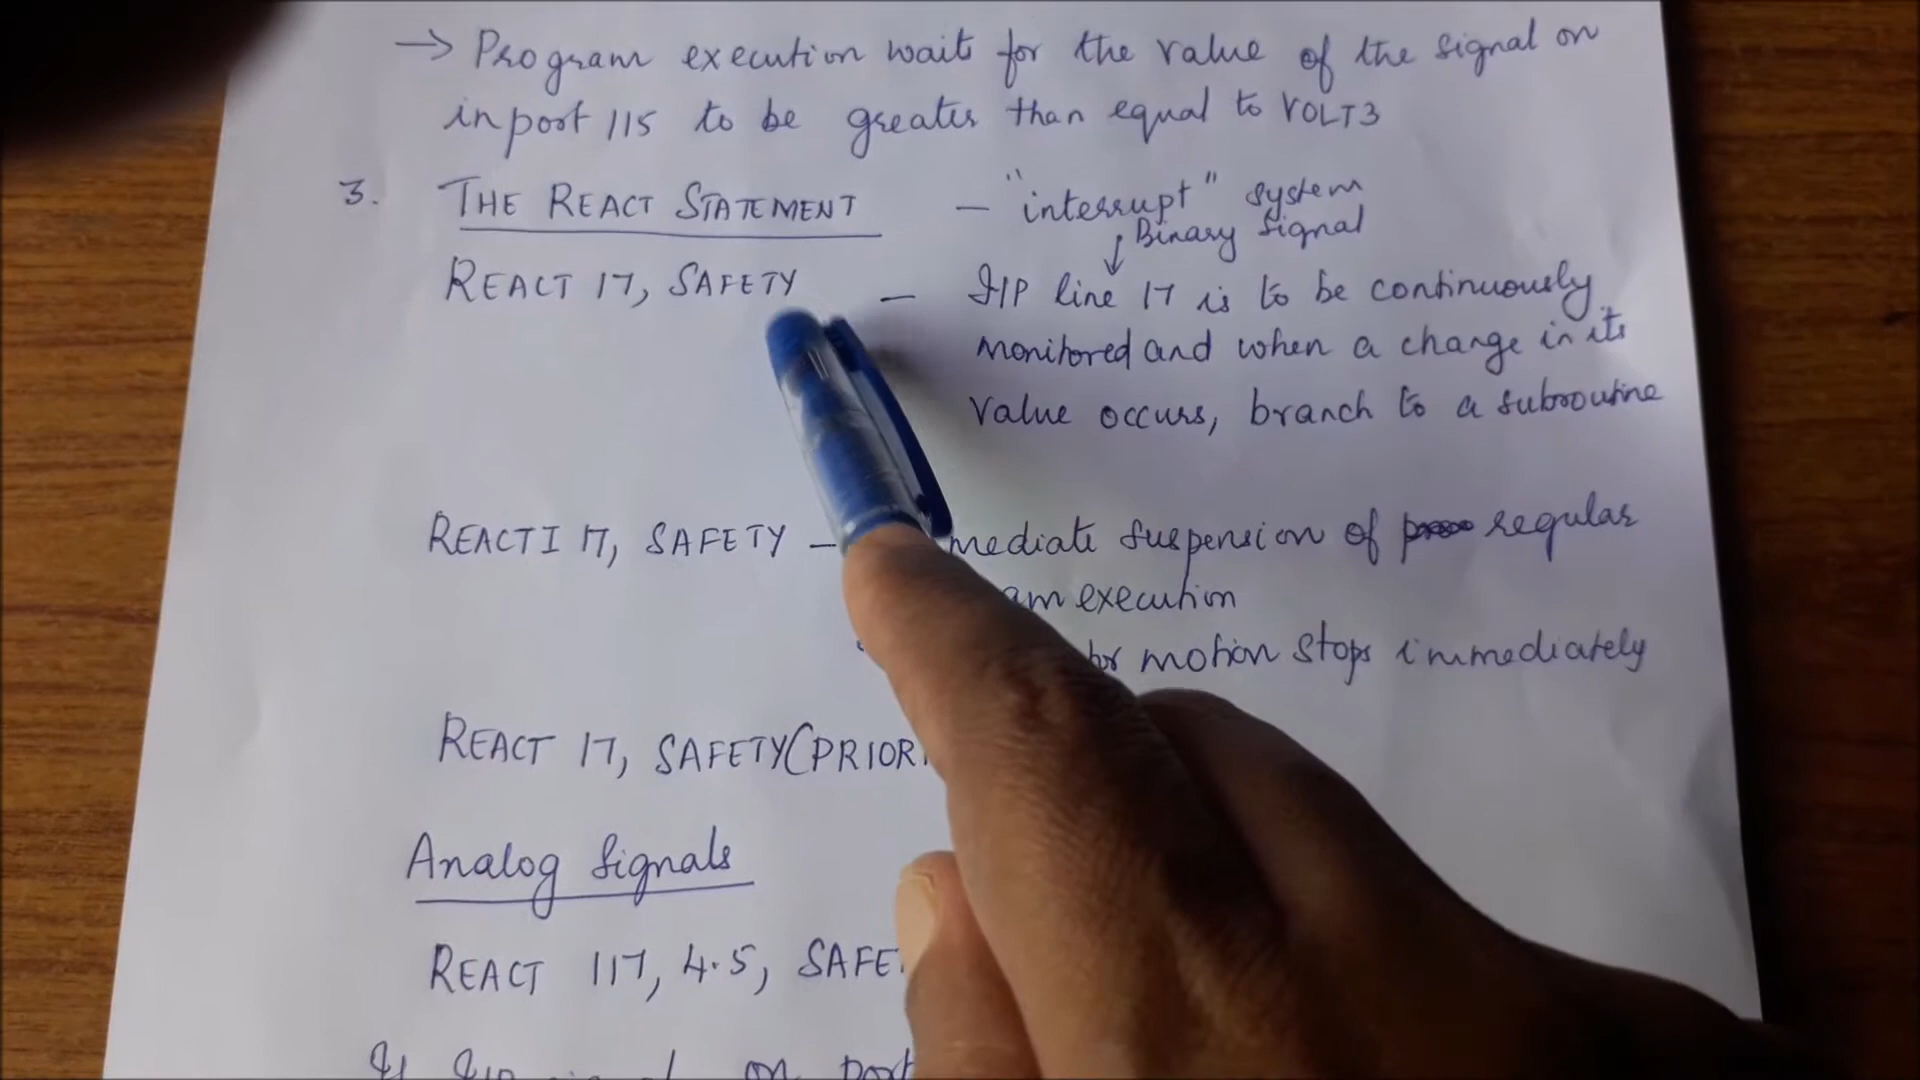 → Program execution wait for the value of the signal on
inport 115 to be greater than equal to VOLT3
3. THE REACT STATEMENT — "interrupt" system
↓ Binary Signal
REACT 17, SAFETY — I/P line 17 is to be continuously
monitored and when a change in its
value occurs, branch to a subroutine
REACTI 17, SAFETY — mediate suspension of regular
execution
motion stops immediately
REACT 17, SAFETY(PRIOR
Analog Signals
REACT 117, 4.5, SAFE
If on port